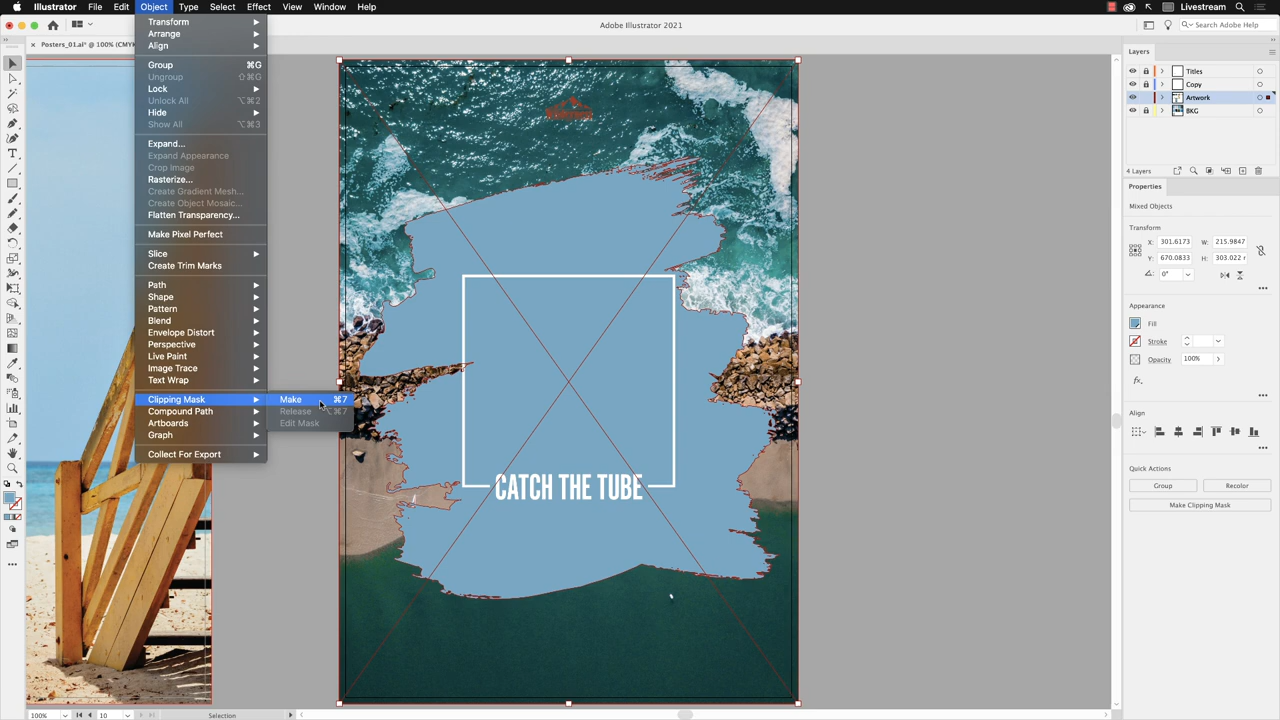 Illustrator File Edit Object Type Select Effect View Window Help Livestream
Adobe Illustrator 2021
Search Adobe Help
× Posters_01.ai* @ 100% (CMYK
Transform
Arrange
Align
Group ⌘G
Ungroup ⇧⌘G
Lock
Unlock All ⌥⌘2
Hide
Show All ⌥⌘3
Expand...
Expand Appearance
Crop Image
Rasterize...
Create Gradient Mesh...
Create Object Mosaic...
Flatten Transparency...
Make Pixel Perfect
Slice
Create Trim Marks
Path
Shape
Pattern
Blend
Envelope Distort
Perspective
Live Paint
Image Trace
Text Wrap
Clipping Mask
Compound Path
Artboards
Graph
Collect For Export
Make ⌘7
Release ⌥⌘7
Edit Mask
CATCH THE TUBE
Layers
Titles
Copy
Artwork
BKG
4 Layers
Properties
Mixed Objects
Transform
X: 301.6173 W: 215.9847
Y: 670.0833 H: 303.022 r
0°
Appearance
Fill
Stroke
Opacity 100%
fx.
Align
Quick Actions
Group Recolor
Make Clipping Mask
100% 10 Selection